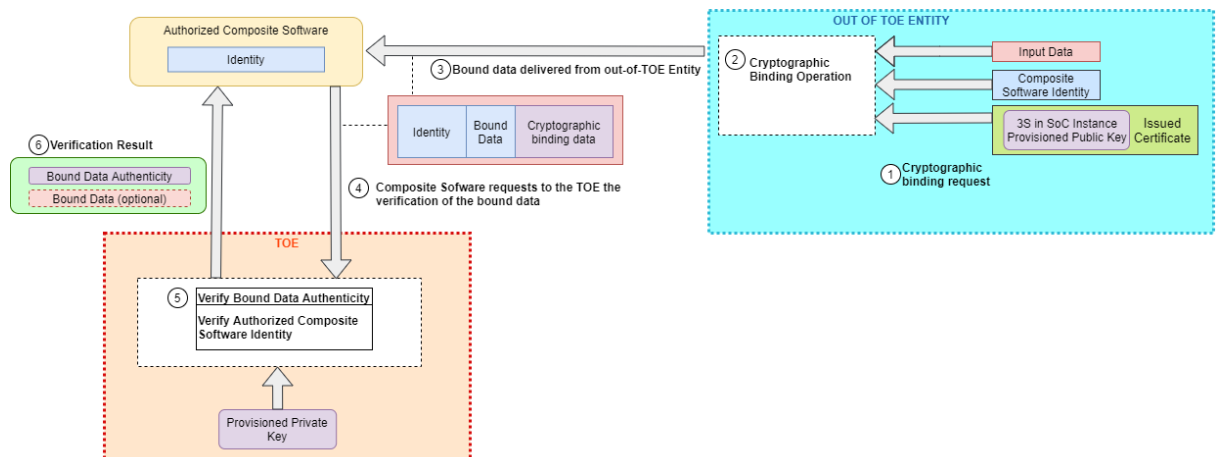 Authorized Composite Software
Identity
OUT OF TOE ENTITY
2 Cryptographic
Binding Operation
Input Data
Composite
Software Identity
3S in SoC Instance
Provisioned Public Key
Issued
Certificate
1 Cryptographic
binding request
3 Bound data delivered from out-of-TOE Entity
Identity
Bound
Data
Cryptographic
binding data
6 Verification Result
Bound Data Authenticity
Bound Data (optional)
4 Composite Sofware requests to the TOE the
verification of the bound data
TOE
5 Verify Bound Data Authenticity
Verify Authorized Composite
Software Identity
Provisioned Private
Key